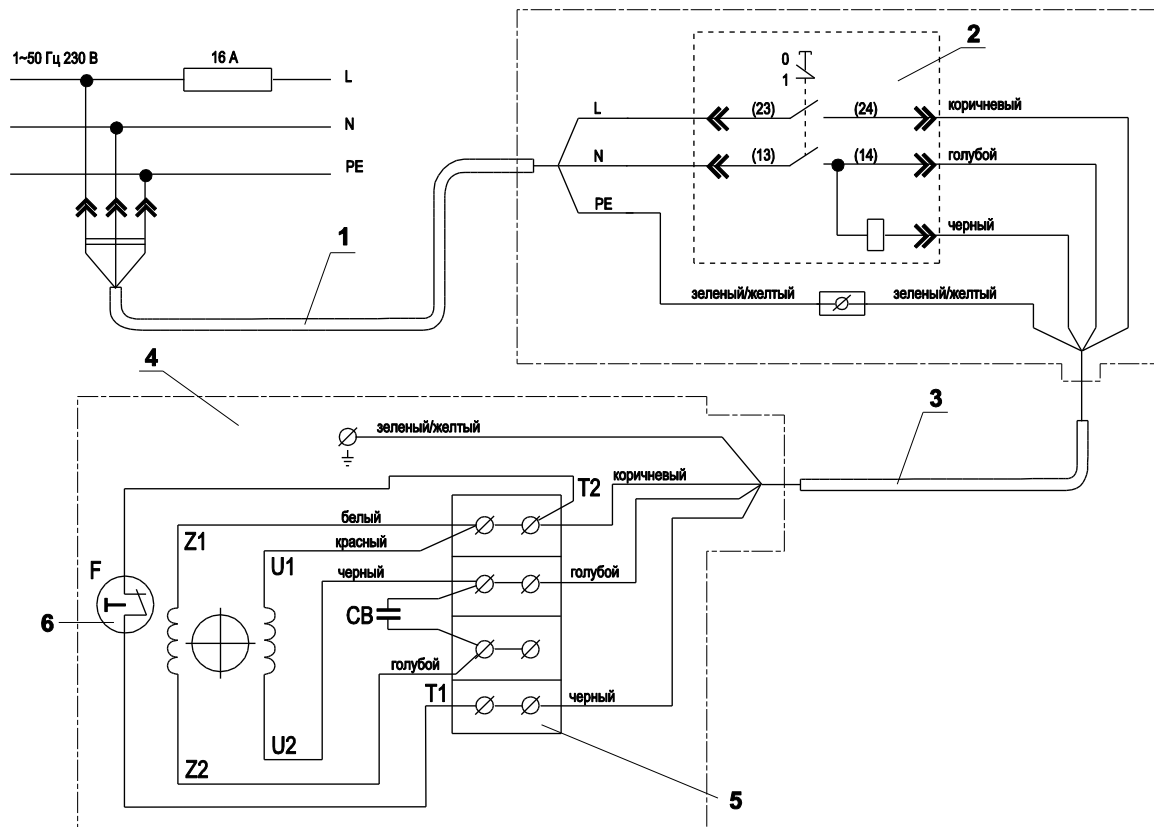 1~50 Гц 230 В
16 А
L
N
PE
1
2
0
1
L
(23)
(24)
коричневый
N
(13)
(14)
голубой
PE
черный
зеленый/желтый
зеленый/желтый
4
3
зеленый/желтый
T2
коричневый
белый
Z1
красный
U1
F
черный
голубой
6
CB
голубой
T1
черный
U2
Z2
5